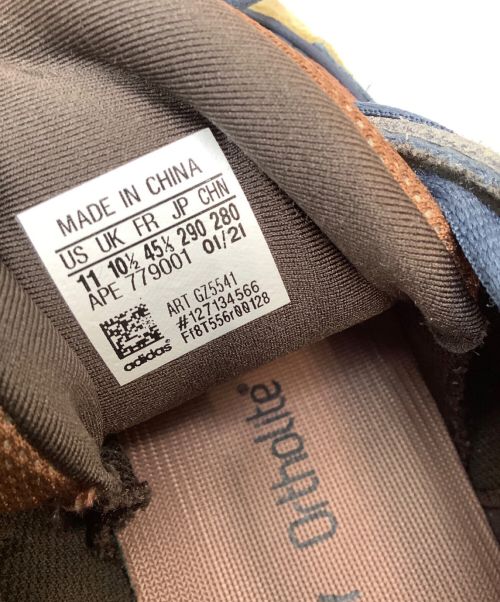 MADE IN CHINA
US UK FR JP CHN
11 10½ 45⅓ 290 280
APE 779001 01/21
ART GZ5541
#127134566
F18T556r00128
adidas
Ortholite®